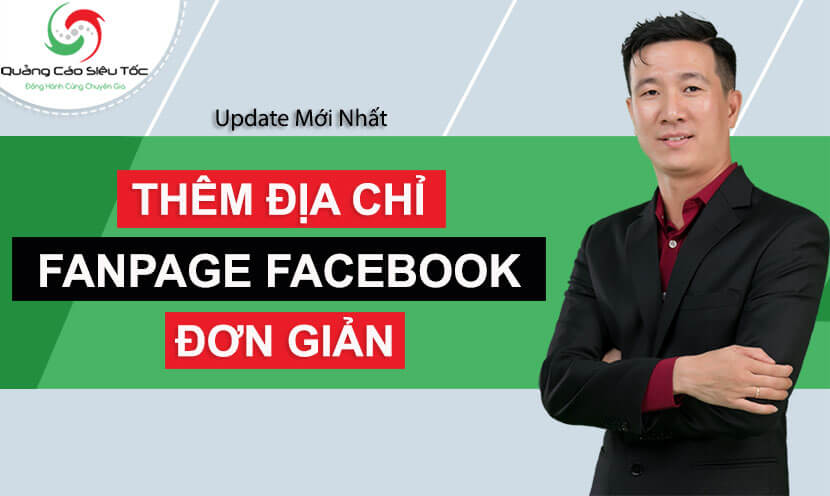 Quảng Cáo Siêu Tốc
Đồng Hành Cùng Chuyên Gia
Update Mới Nhất
THÊM ĐỊA CHỈ
FANPAGE FACEBOOK
ĐƠN GIẢN